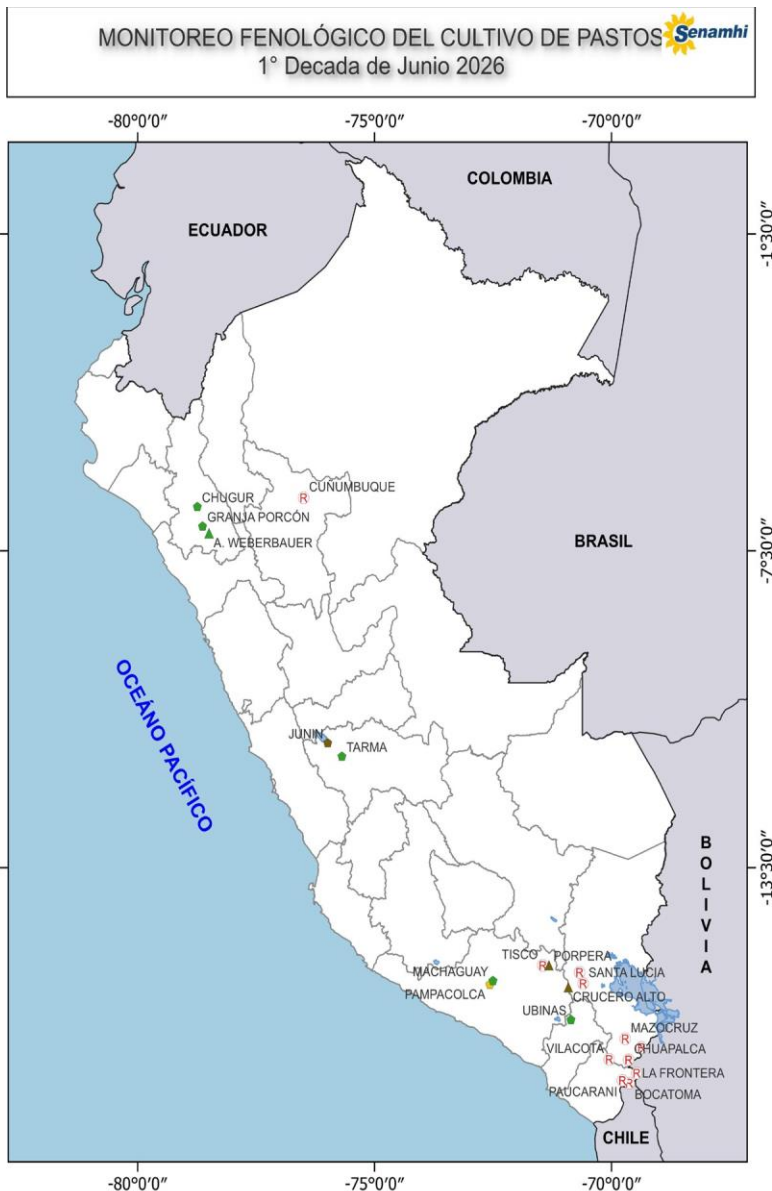 MONITOREO FENOLÓGICO DEL CULTIVO DE PASTOS
Senamhi
1° Decada de Junio 2026
-80°0'0" -75°0'0" -70°0'0"
COLOMBIA
ECUADOR
-1°30'0"
CUÑUMBUQUE
R
CHUGUR
GRANJA PORCÓN
A. WEBERBAUER
BRASIL
-7°30'0"
OCEÁNO PACÍFICO
JUNIN
TARMA
-13°30'0"
BOLIVIA
TISCO
R
PORPERA
R
MACHAGUAY
SANTA LUCIA
R
PAMPACOLCA
CRUCERO ALTO
UBINAS
MAZOCRUZ
R
VILACOTA
R
CHUAPALCA
R
R
R
LA FRONTERA
PAUCARANI
R
R
BOCATOMA
CHILE
-80°0'0" -75°0'0" -70°0'0"